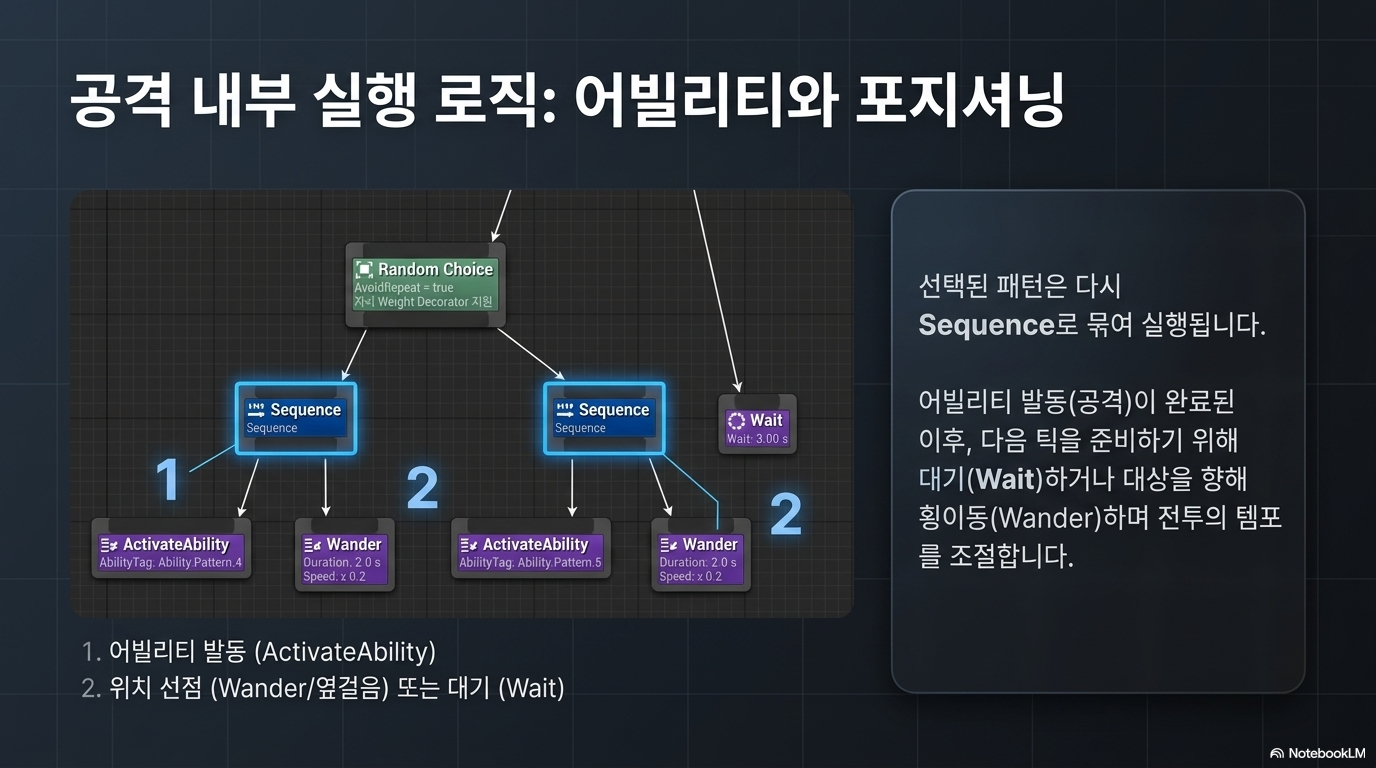 공격 내부 실행 로직: 어빌리티와 포지셔닝
Random Choice
AvoidRepeat = true
Weight Decorator 지원
Sequence
Sequence
Sequence
Sequence
Wait
Wait: 3.00 s
1
2
2
ActivateAbility
AbilityTag: Ability.Pattern.4
Wander
Duration. 2 0 s
Speed: x 0.2
ActivateAbility
AbilityTag: Ability.Pattern.5
Wander
Duration: 2 0 s
Speed: x 0.2
1. 어빌리티 발동 (ActivateAbility)
2. 위치 선점 (Wander/옆걸음) 또는 대기 (Wait)
선택된 패턴은 다시
Sequence로 묶여 실행됩니다.
어빌리티 발동(공격)이 완료된
이후, 다음 틱을 준비하기 위해
대기(Wait)하거나 대상을 향해
횡이동(Wander)하며 전투의 템포
를 조절합니다.
NotebookLM